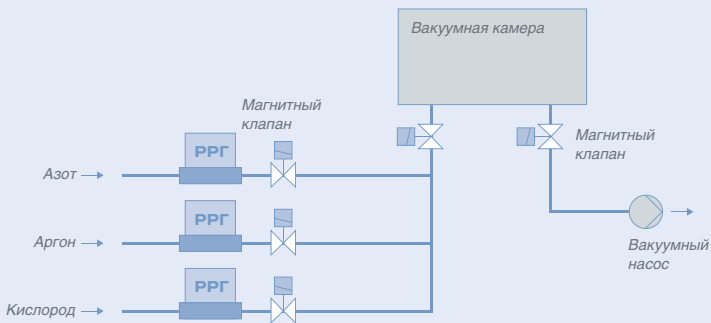 Вакуумная камера
Магнитный
клапан
Магнитный
клапан
РРГ
Азот
РРГ
Аргон
Вакуумный
насос
РРГ
Кислород